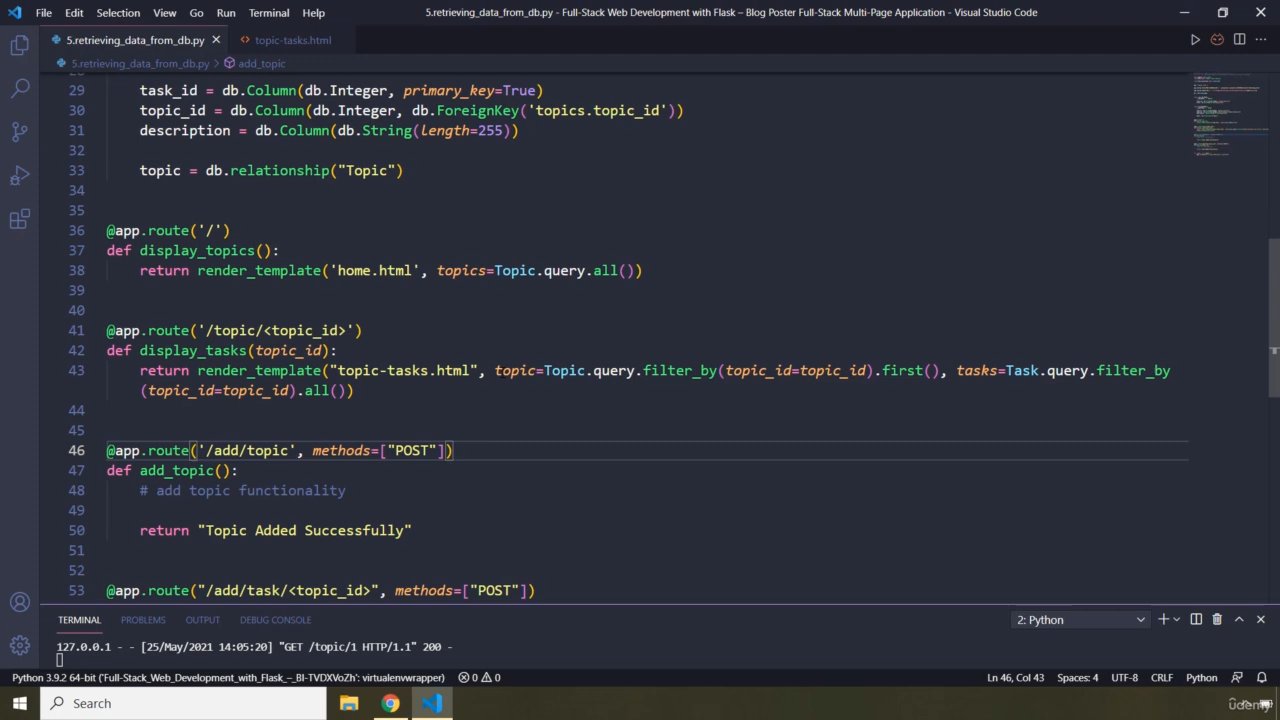 File Edit Selection View Go Run Terminal Help 5.retrieving_data_from_db.py - Full-Stack Web Development with Flask – Blog Poster Full-Stack Multi-Page Application - Visual Studio Code
5.retrieving_data_from_db.py topic-tasks.html
5.retrieving_data_from_db.py > add_topic
29 task_id = db.Column(db.Integer, primary_key=True)
30 topic_id = db.Column(db.Integer, db.ForeignKey('topics.topic_id'))
31 description = db.Column(db.String(length=255))
32
33 topic = db.relationship("Topic")
34
35
36 @app.route('/')
37 def display_topics():
38 return render_template('home.html', topics=Topic.query.all())
39
40
41 @app.route('/topic/<topic_id>')
42 def display_tasks(topic_id):
43 return render_template("topic-tasks.html", topic=Topic.query.filter_by(topic_id=topic_id).first(), tasks=Task.query.filter_by
(topic_id=topic_id).all())
44
45
46 @app.route('/add/topic', methods=["POST"])
47 def add_topic():
48 # add topic functionality
49
50 return "Topic Added Successfully"
51
52
53 @app.route("/add/task/<topic_id>", methods=["POST"])
TERMINAL PROBLEMS OUTPUT DEBUG CONSOLE 2: Python
127.0.0.1 - - [25/May/2021 14:05:20] "GET /topic/1 HTTP/1.1" 200 -
Python 3.9.2 64-bit ('Full-Stack_Web_Development_with_Flask_–_Bl-TVDXVoZh': virtualenvwrapper) 0 0 Ln 46, Col 43 Spaces: 4 UTF-8 CRLF Python
Search
udemy